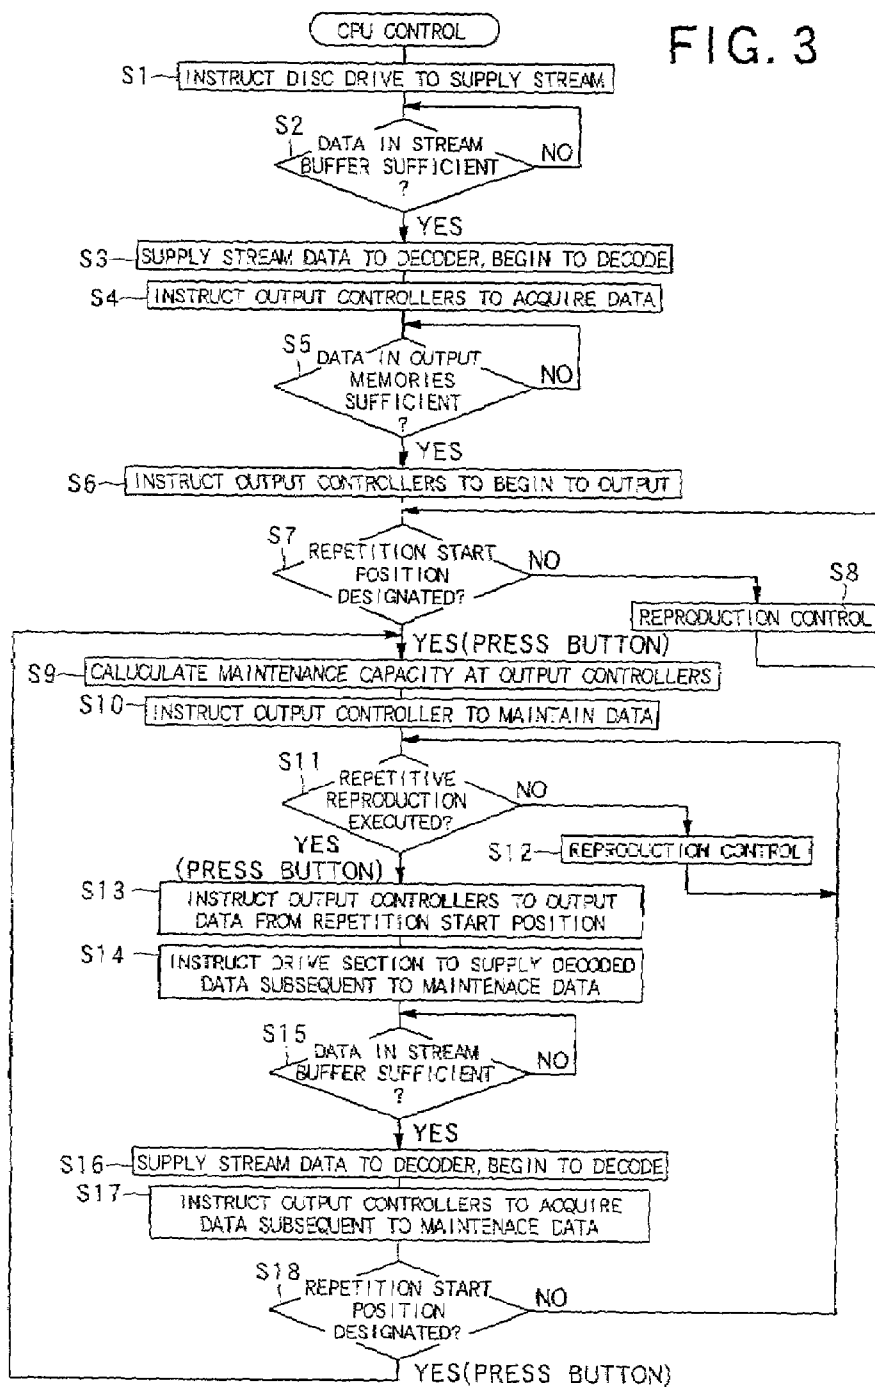 CPU CONTROL
FIG. 3
S1
INSTRUCT DISC DRIVE TO SUPPLY STREAM
S2
DATA IN STREAM
BUFFER SUFFICIENT
?
NO
YES
S3
SUPPLY STREAM DATA TO DECODER, BEGIN TO DECODE
S4
INSTRUCT OUTPUT CONTROLLERS TO ACQUIRE DATA
S5
DATA IN OUTPUT
MEMORIES
SUFFICIENT
?
NO
YES
S6
INSTRUCT OUTPUT CONTROLLERS TO BEGIN TO OUTPUT
S7
REPETITION START
POSITION
DESIGNATED?
NO
S8
REPRODUCTION CONTROL
YES(PRESS BUTTON)
S9
CALUCULATE MAINTENANCE CAPACITY AT OUTPUT CONTROLLERS
S10
INSTRUCT OUTPUT CONTROLLER TO MAINTAIN DATA
S11
REPETITIVE
REPRODUCTION
EXECUTED?
NO
S12
REPRODUCTION CONTROL
YES
(PRESS BUTTON)
S13
INSTRUCT OUTPUT CONTROLLERS TO OUTPUT
DATA FROM REPETITION START POSITION
S14
INSTRUCT DRIVE SECTION TO SUPPLY DECODED
DATA SUBSEQUENT TO MAINTENACE DATA
S15
DATA IN STREAM
BUFFER SUFFICIENT
?
NO
YES
S16
SUPPLY STREAM DATA TO DECODER, BEGIN TO DECODE
S17
INSTRUCT OUTPUT CONTROLLERS TO ACQUIRE
DATA SUBSEQUENT TO MAINTENACE DATA
S18
REPETITION START
POSITION
DESIGNATED?
NO
YES(PRESS BUTTON)